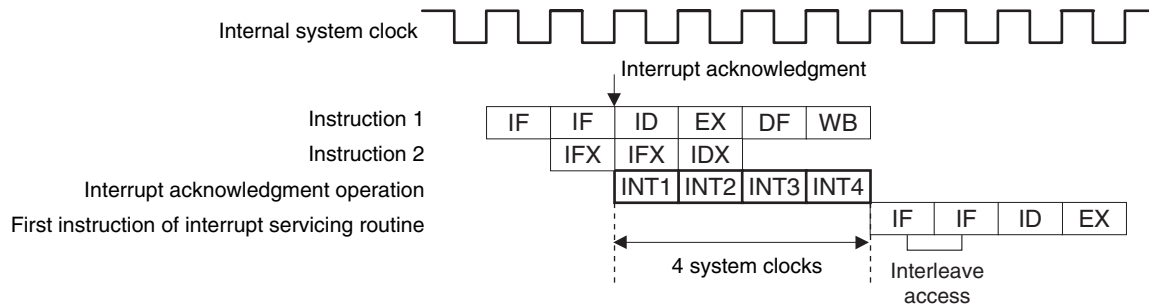 Internal system clock
Interrupt acknowledgment
Instruction 1 IF IF ID EX DF WB
Instruction 2 IFX IFX IDX
Interrupt acknowledgment operation INT1 INT2 INT3 INT4
First instruction of interrupt servicing routine IF IF ID EX
4 system clocks
Interleave
access